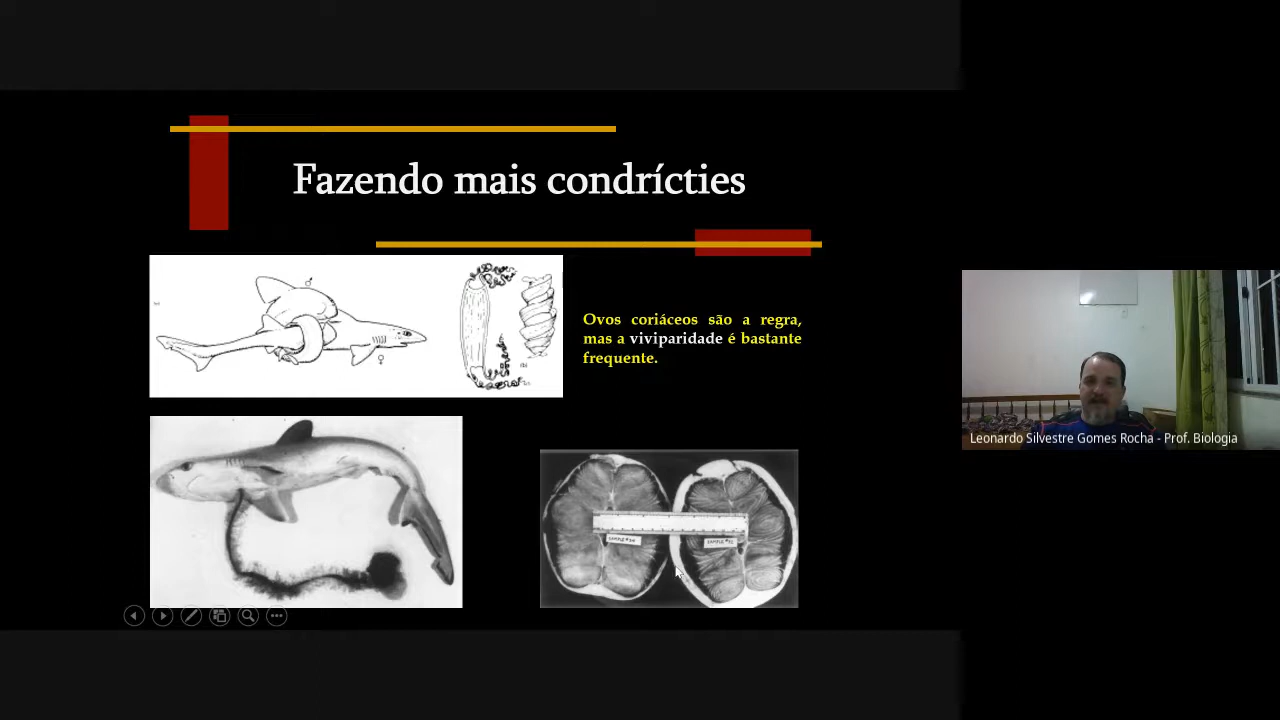 Fazendo mais condrícties
Ovos coriáceos são a regra,
mas a viviparidade é bastante
frequente.
♂
♀
Leonardo Silvestre Gomes Rocha - Prof. Biologia